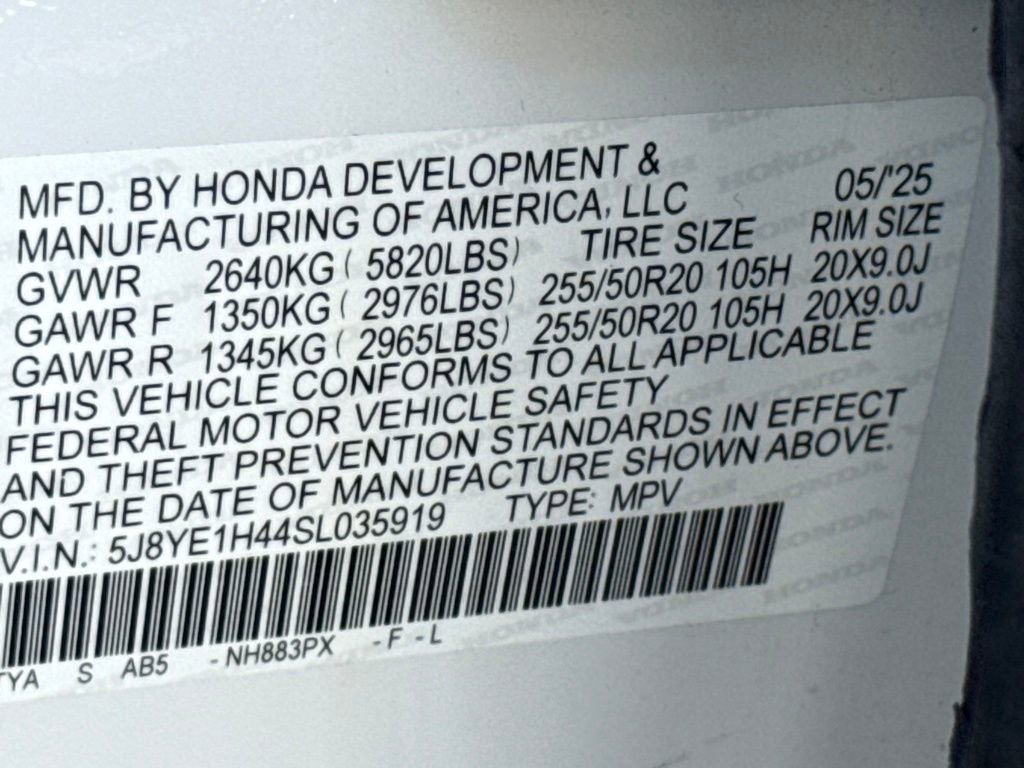 MFD. BY HONDA DEVELOPMENT &
MANUFACTURING OF AMERICA, LLC 05/'25
GVWR 2640KG ( 5820LBS) TIRE SIZE RIM SIZE
GAWR F 1350KG ( 2976LBS) 255/50R20 105H 20X9.0J
GAWR R 1345KG ( 2965LBS) 255/50R20 105H 20X9.0J
THIS VEHICLE CONFORMS TO ALL APPLICABLE
FEDERAL MOTOR VEHICLE SAFETY
AND THEFT PREVENTION STANDARDS IN EFFECT
ON THE DATE OF MANUFACTURE SHOWN ABOVE.
V.I.N.: 5J8YE1H44SL035919 TYPE: MPV
TYA S AB5 - NH883PX - F - L